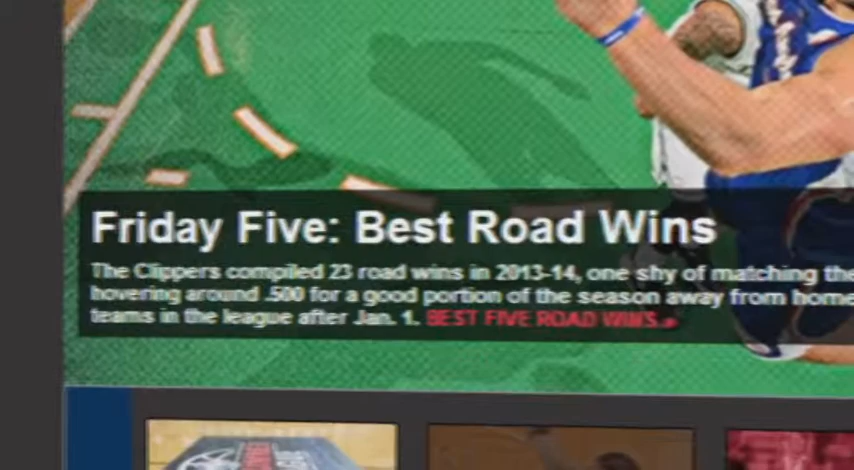 Friday Five: Best Road Wins
The Clippers compiled 23 road wins in 2013-14, one shy of matching the
hovering around .500 for a good portion of the season away from home
teams in the league after Jan. 1. BEST FIVE ROAD WINS »